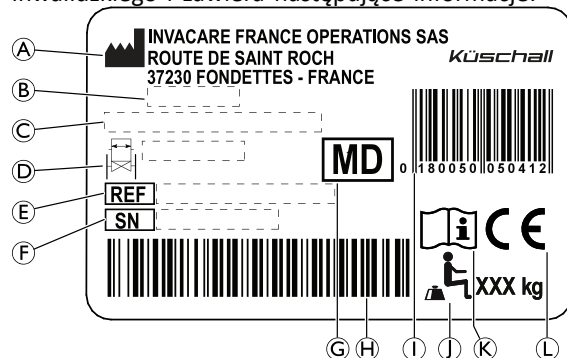 inwalidzkiego i zawiera następujące informacje:
A
INVACARE FRANCE OPERATIONS SAS
ROUTE DE SAINT ROCH
37230 FONDETTES - FRANCE
Küschall
B
C
D
MD
0 180050 050412
E
REF
F
SN
i
CE
XXX kg
G H I J K L